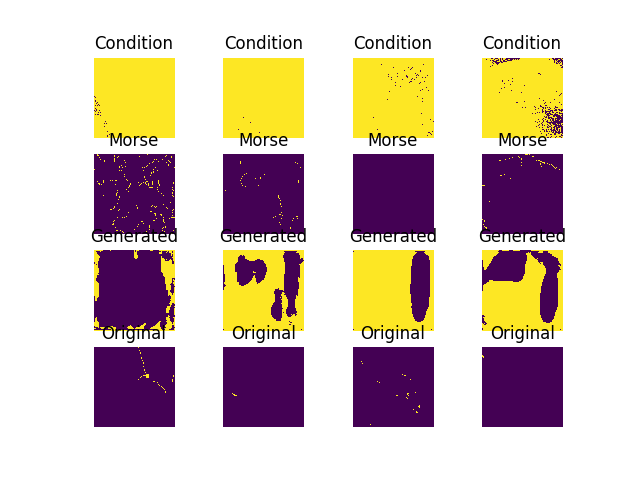 Condition Condition Condition Condition
Morse Morse Morse Morse
Generated Generated Generated Generated
Original Original Original Original